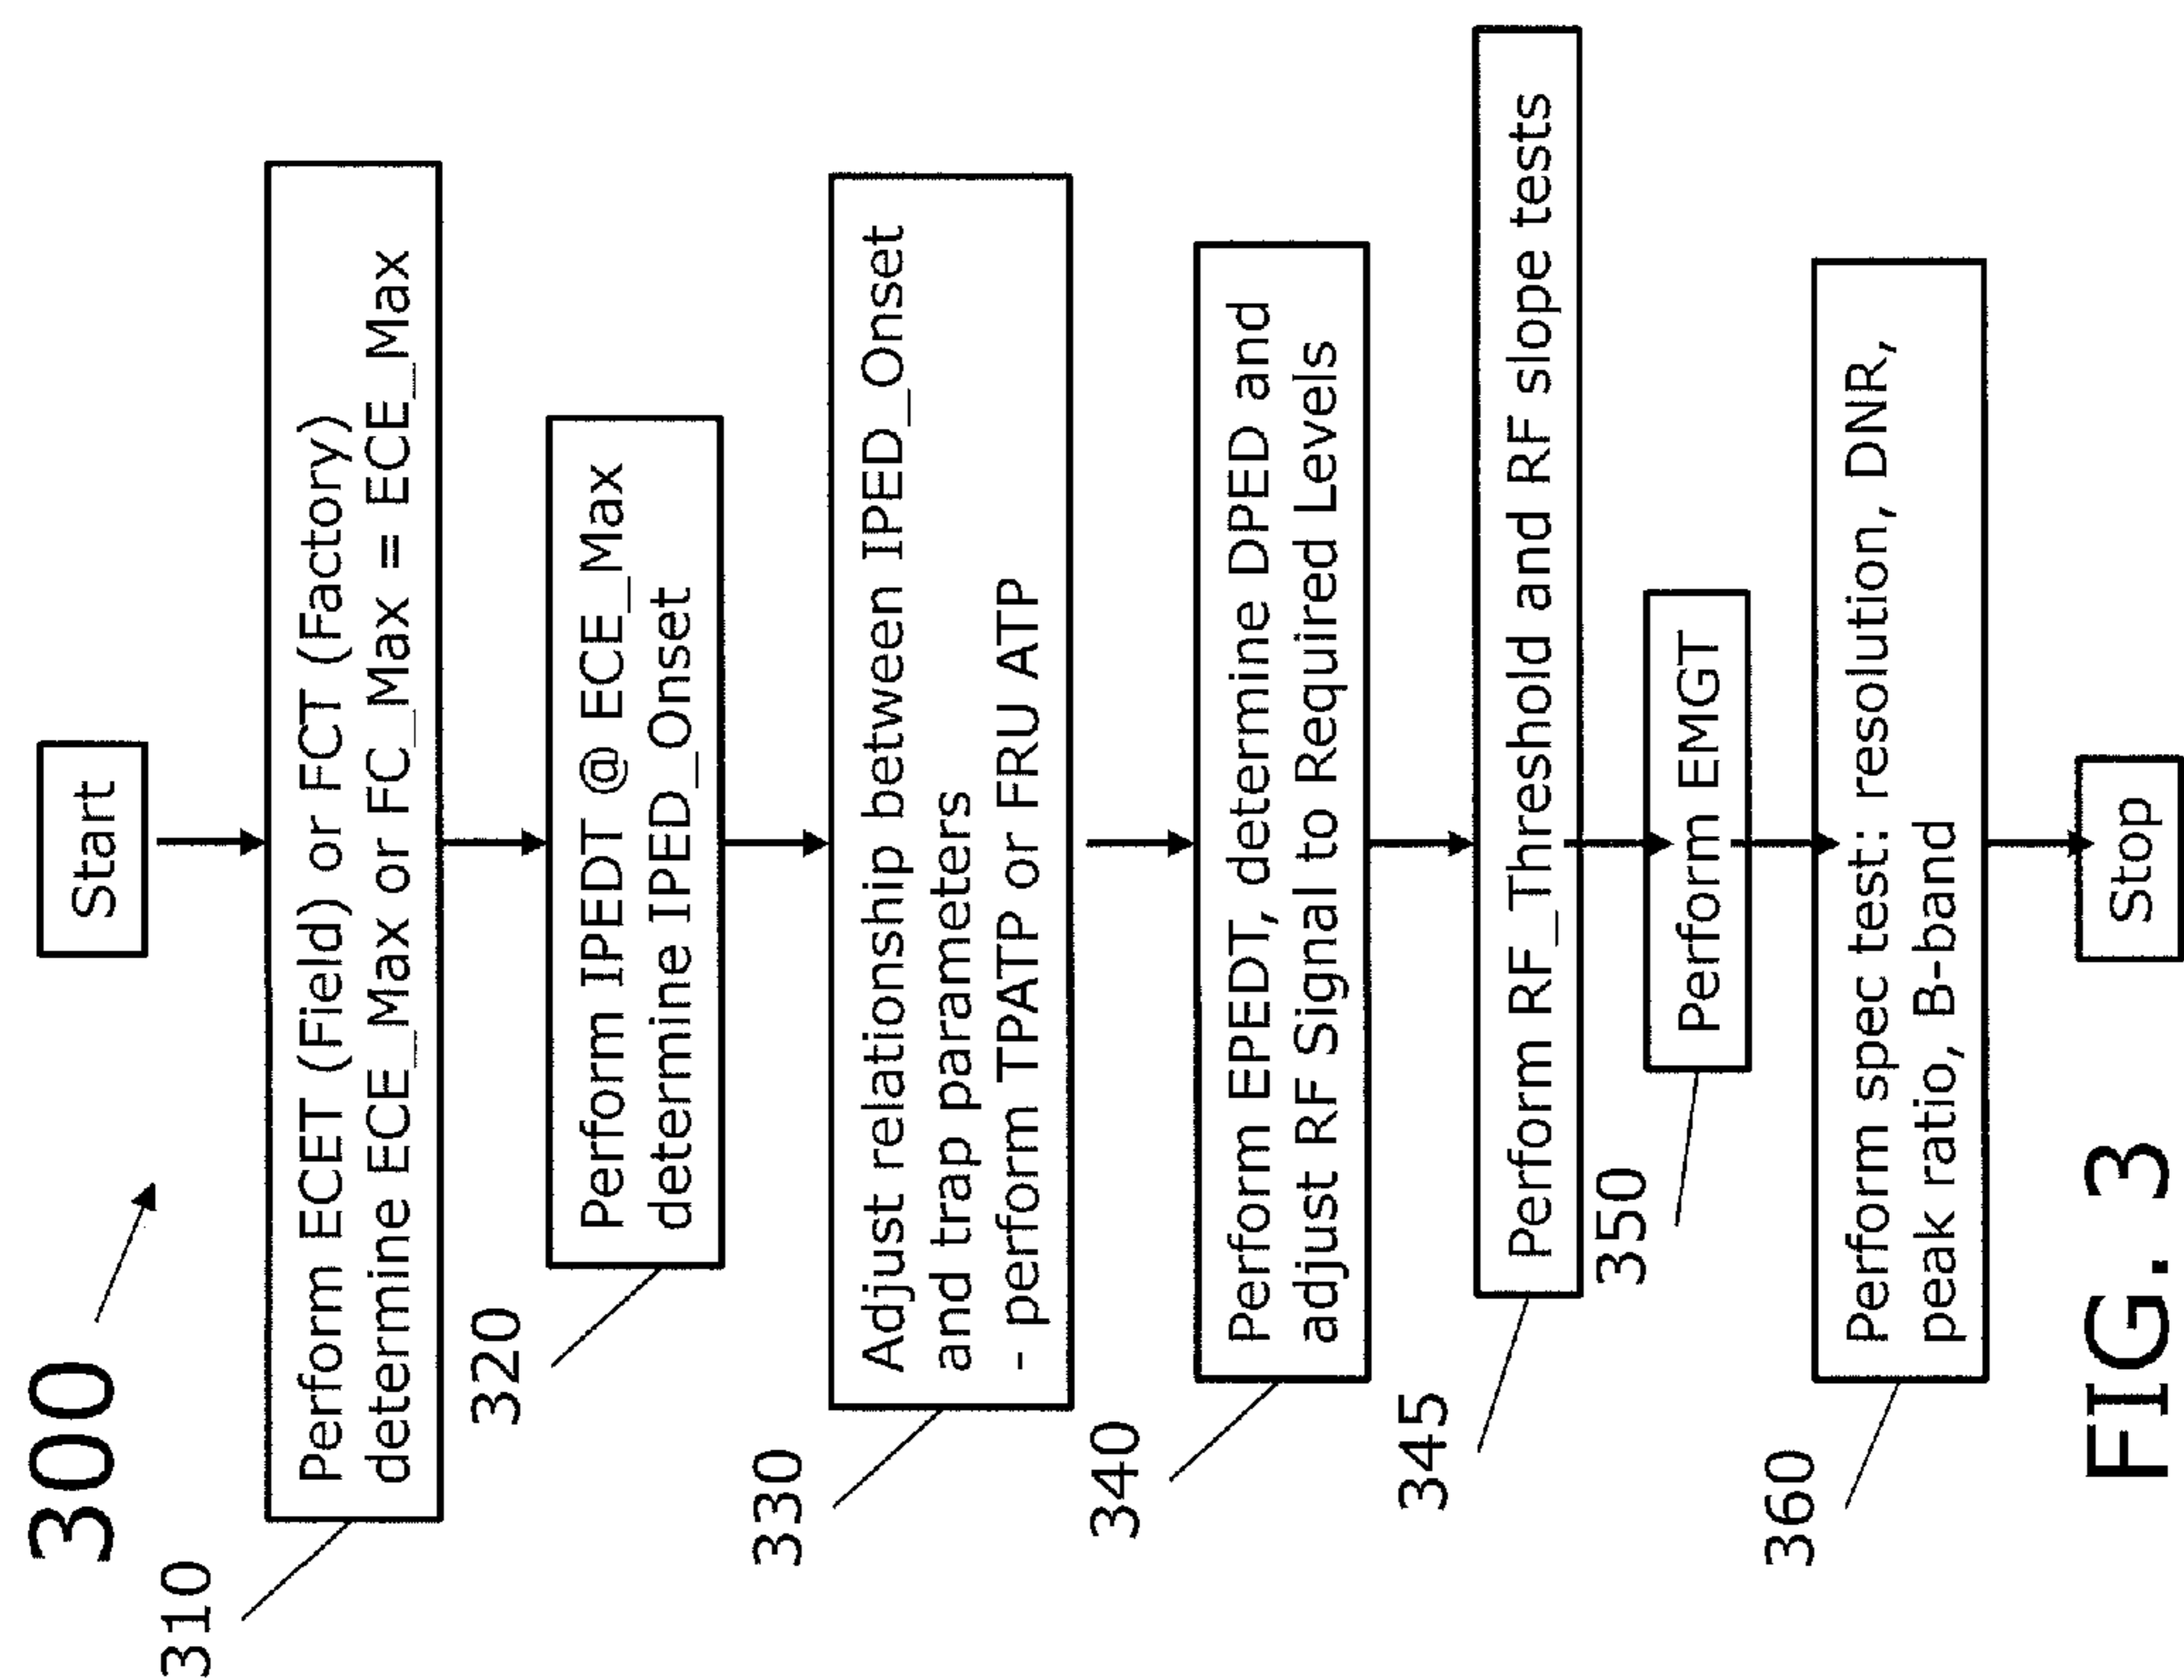 300
Start
310
Perform ECET (Field) or FCT (Factory)
determine ECE_Max or FC_Max = ECE_Max
320
Perform IPEDT @ ECE_Max
determine IPED_Onset
330
Adjust relationship between IPED_Onset
and trap parameters
- perform TPATP or FRU ATP
340
Perform EPEDT, determine DPED and
adjust RF Signal to Required Levels
345
Perform RF_Threshold and RF slope tests
350
Perform EMGT
360
Perform spec test: resolution, DNR,
peak ratio, B-band
Stop
FIG. 3